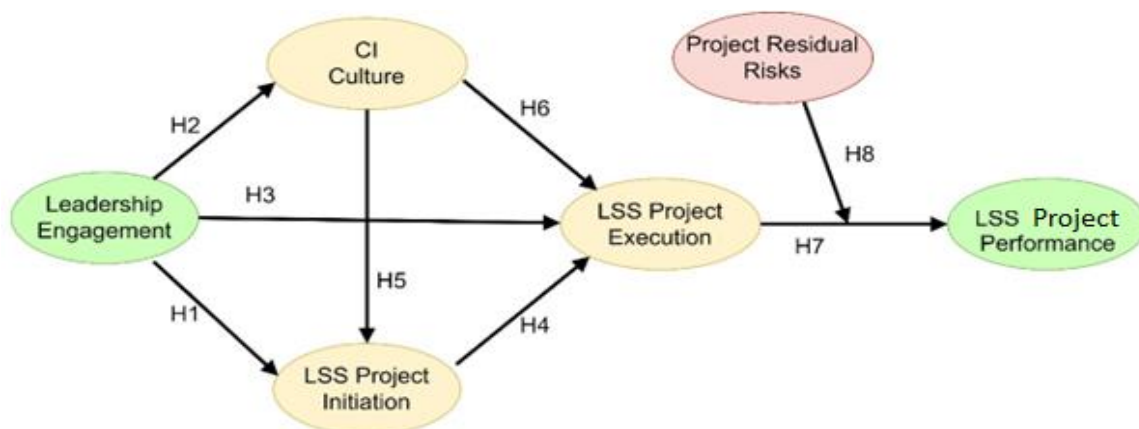 CI
Culture
Project Residual
Risks
H2
H6
H8
Leadership
Engagement
H3
LSS Project
Execution
H7
LSS Project
Performance
H1
H5
H4
LSS Project
Initiation